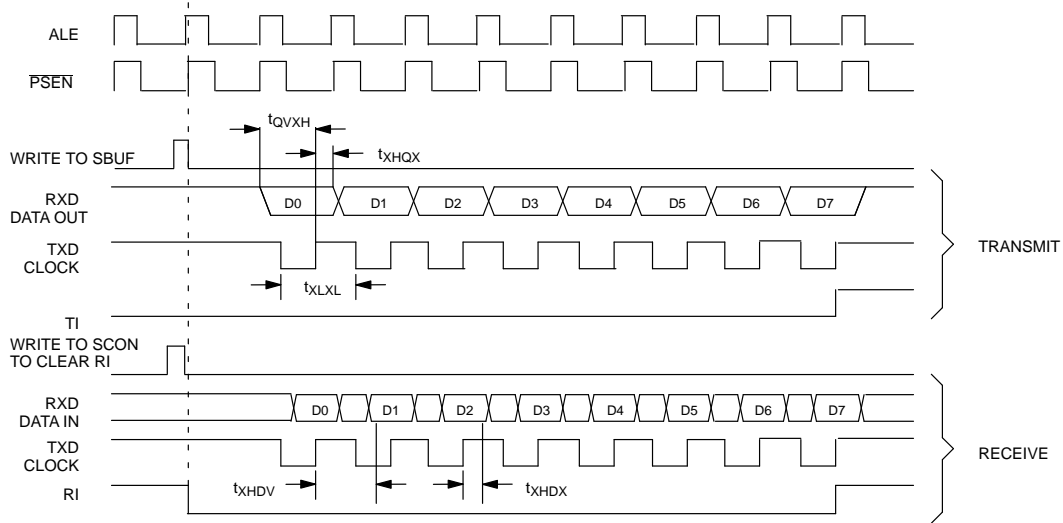 ALE
PSEN
tQVXH
tXHQX
WRITE TO SBUF
RXD
DATA OUT
D0 D1 D2 D3 D4 D5 D6 D7
TXD
CLOCK
TRANSMIT
tXLXL
TI
WRITE TO SCON
TO CLEAR RI
RXD
DATA IN
D0 D1 D2 D3 D4 D5 D6 D7
TXD
CLOCK
RECEIVE
tXHDV
tXHDX
RI